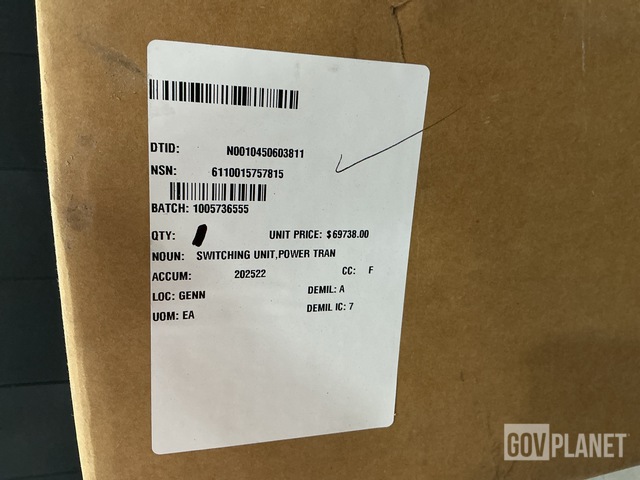 DTID: N0010450603811
NSN: 6110015757815
BATCH: 1005736555
QTY: UNIT PRICE: $69738.00
NOUN: SWITCHING UNIT,POWER TRAN
ACCUM: 202522 CC: F
LOC: GENN DEMIL: A
UOM: EA DEMIL IC: 7
GOVPLANET